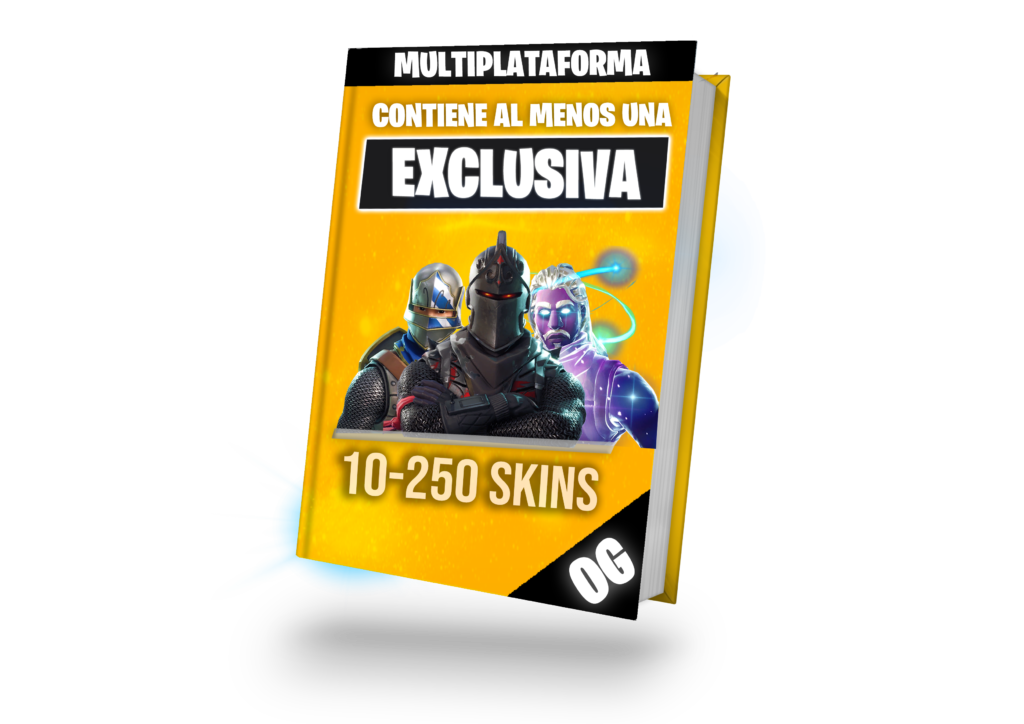 MULTIPLATAFORMA
CONTIENE AL MENOS UNA
EXCLUSIVA
10-250 SKINS
OG